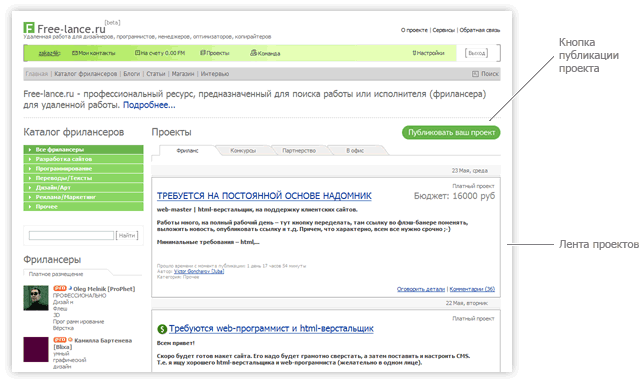 Free-lance.ru [beta]
Удаленная работа для дизайнеров, программистов, менеджеров, оптимизаторов, копирайтеров
О проекте | Сервисы | Обратная связь
zakaz4ik: Мои контакты На счету 0,00 FM Проекты Команда Настройки [Выход]
Главная | Каталог фрилансеров | Блоги | Статьи | Магазин | Интервью Поиск
Free-lance.ru - профессиональный ресурс, предназначенный для поиска работы или исполнителя (фрилансера)
для удаленной работы. Подробнее...
Кнопка
публикации
проекта
Каталог фрилансеров
Все фрилансеры
Разработка сайтов
Программирование
Переводы/Тексты
Дизайн/Арт
Реклама/Маркетинг
Прочее
[Найти]
Фрилансеры
Платное размещение
pro Oleg Melnik [ProPhet]
ПРОФЕССИОНАЛЬНО
Дизайн
Флеш
3D
Программирование
Вёрстка
pro Камилла Бартенева
[Blixa]
умный
графический
дизайн
Проекты
Публиковать ваш проект
Фриланс Конкурсы Партнерство В офис
23 Мая, среда
Платный проект
ТРЕБУЕТСЯ НА ПОСТОЯННОЙ ОСНОВЕ НАДОМНИК
Бюджет: 16000 руб
web-master | html-верстальщик, на поддержку клиентских сайтов.
Работы много, на полный рабочий день – тут кнопку переделать, там ссылку во флэш-банере поменять,
выложить новость, опубликовать ссылку и т.д. Причем, что характерно, всем все нужно срочно ;-)
Минимальные требования – html,...
Прошло времени с момента публикации: 1 день 17 часов 34 минуты
Автор: Victor Goncharov [Juba]
Категория: Прочее
Обговорить детали | Комментарии (36)
22 Мая, вторник
Платный проект
Требуются web-программист и html-верстальщик
Всем привет!
Скоро будет готов макет сайта. Его надо будет грамотно сверстать, а затем поставить и настроить CMS.
Т.е. я ищу хорошего html-верстальщика и web-программиста (желательно в одном лице).
Лента проектов